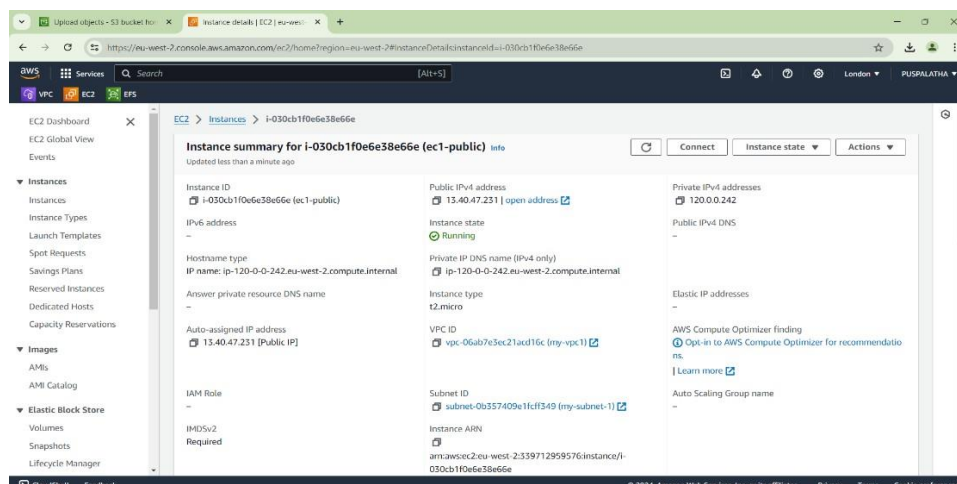 Upload objects - S3 bucket
Instance details | EC2 | eu-west-
https://eu-west-2.console.aws.amazon.com/ec2/home?region=eu-west-2#InstanceDetails:instanceId=i-030cb1f0e6e38e66e
aws Services Search [Alt+S] London ▼ PUSPALATHA ▼
VPC EC2 EFS
EC2 Dashboard
EC2 Global View
Events
▼ Instances
Instances
Instance Types
Launch Templates
Spot Requests
Savings Plans
Reserved Instances
Dedicated Hosts
Capacity Reservations
▼ Images
AMIs
AMI Catalog
▼ Elastic Block Store
Volumes
Snapshots
Lifecycle Manager
EC2 > Instances > i-030cb1f0e6e38e66e
Instance summary for i-030cb1f0e6e38e66e (ec1-public) Info
Updated less than a minute ago
Connect Instance state ▼ Actions ▼
Instance ID
i-030cb1f0e6e38e66e (ec1-public)
Public IPv4 address
13.40.47.231 | open address
Private IPv4 addresses
120.0.0.242
IPv6 address
–
Instance state
Running
Public IPv4 DNS
–
Hostname type
IP name: ip-120-0-0-242.eu-west-2.compute.internal
Private IP DNS name (IPv4 only)
ip-120-0-0-242.eu-west-2.compute.internal
Answer private resource DNS name
–
Instance type
t2.micro
Elastic IP addresses
–
Auto-assigned IP address
13.40.47.231 [Public IP]
VPC ID
vpc-06ab7e3ec21acd16c (my-vpc1)
AWS Compute Optimizer finding
Opt-in to AWS Compute Optimizer for recommendatio
ns.
| Learn more
IAM Role
–
Subnet ID
subnet-0b357409e1fcff349 (my-subnet-1)
Auto Scaling Group name
–
IMDSv2
Required
Instance ARN
arn:aws:ec2:eu-west-2:339712959576:instance/i-
030cb1f0e6e38e66e